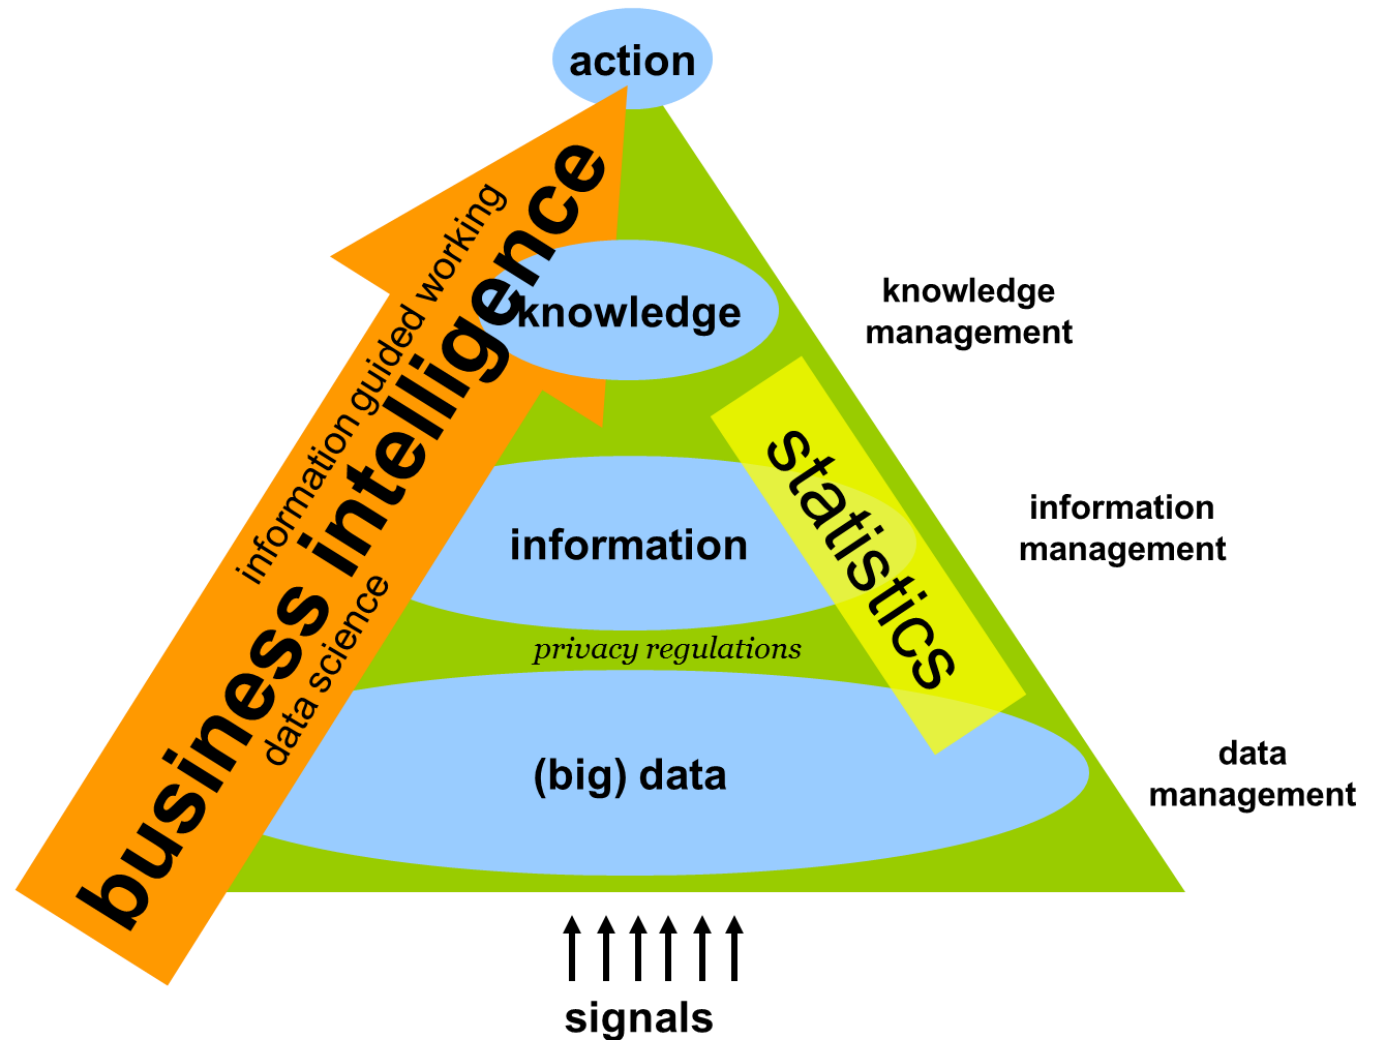 action
information guided working
business intelligence
data science
knowledge
knowledge
management
statistics
information
information
management
privacy regulations
(big) data
data
management
signals